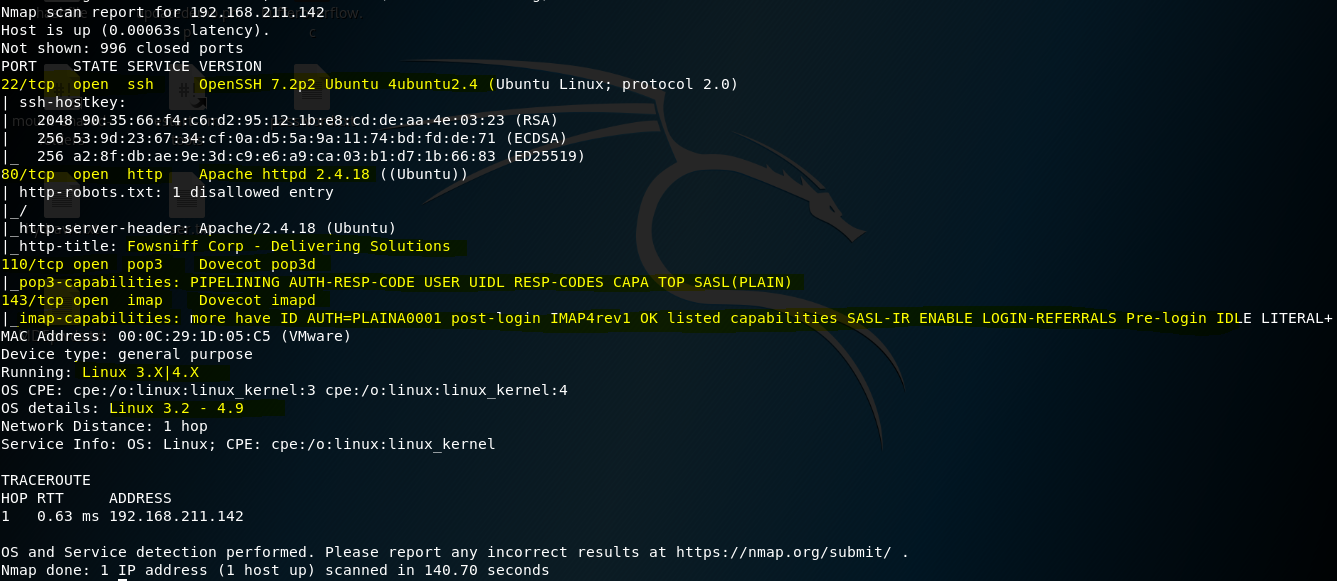 Nmap scan report for 192.168.211.142
Host is up (0.00063s latency).
Not shown: 996 closed ports
PORT    STATE SERVICE VERSION
22/tcp  open  ssh     OpenSSH 7.2p2 Ubuntu 4ubuntu2.4 (Ubuntu Linux; protocol 2.0)
| ssh-hostkey:
|   2048 90:35:66:f4:c6:d2:95:12:1b:e8:cd:de:aa:4e:03:23 (RSA)
|   256 53:9d:23:67:34:cf:0a:d5:5a:9a:11:74:bd:fd:de:71 (ECDSA)
|_  256 a2:8f:db:ae:9e:3d:c9:e6:a9:ca:03:b1:d7:1b:66:83 (ED25519)
80/tcp  open  http    Apache httpd 2.4.18 ((Ubuntu))
| http-robots.txt: 1 disallowed entry
|_/
|_http-server-header: Apache/2.4.18 (Ubuntu)
|_http-title: Fowsniff Corp - Delivering Solutions
110/tcp open  pop3    Dovecot pop3d
|_pop3-capabilities: PIPELINING AUTH-RESP-CODE USER UIDL RESP-CODES CAPA TOP SASL(PLAIN)
143/tcp open  imap    Dovecot imapd
|_imap-capabilities: more have ID AUTH=PLAINA0001 post-login IMAP4rev1 OK listed capabilities SASL-IR ENABLE LOGIN-REFERRALS Pre-login IDLE LITERAL+
MAC Address: 00:0C:29:1D:05:C5 (VMware)
Device type: general purpose
Running: Linux 3.X|4.X
OS CPE: cpe:/o:linux:linux_kernel:3 cpe:/o:linux:linux_kernel:4
OS details: Linux 3.2 - 4.9
Network Distance: 1 hop
Service Info: OS: Linux; CPE: cpe:/o:linux:linux_kernel

TRACEROUTE
HOP RTT     ADDRESS
1   0.63 ms 192.168.211.142

OS and Service detection performed. Please report any incorrect results at https://nmap.org/submit/ .
Nmap done: 1 IP address (1 host up) scanned in 140.70 seconds